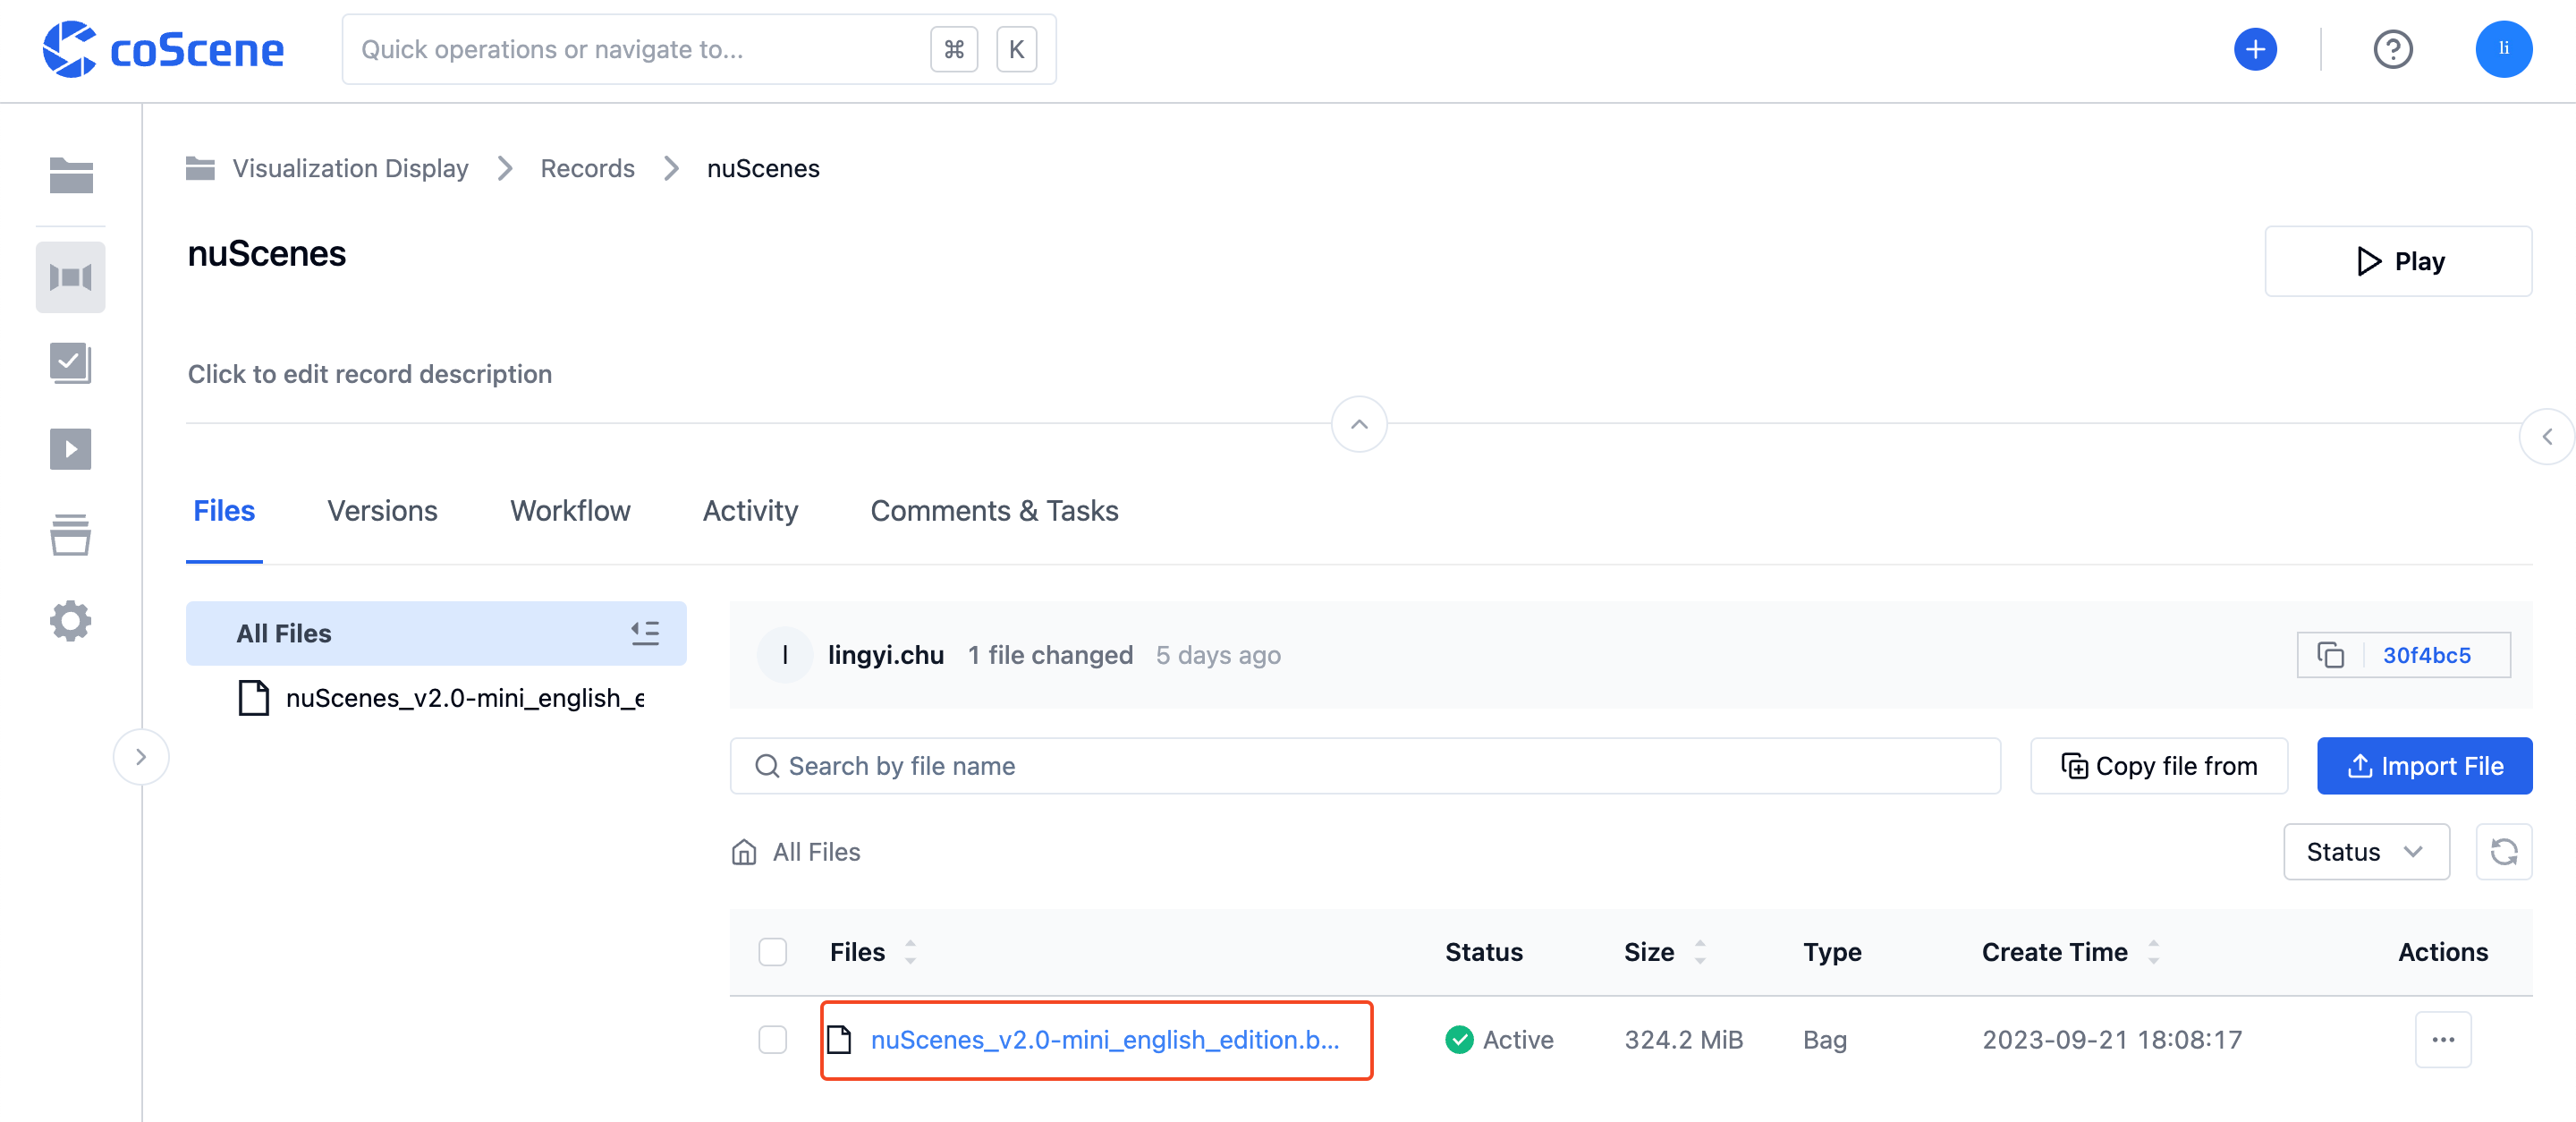 coScene
Quick operations or navigate to...
⌘ K
li
Visualization Display > Records > nuScenes
nuScenes
Play
Click to edit record description
Files Versions Workflow Activity Comments & Tasks
All Files
nuScenes_v2.0-mini_english_e
l lingyi.chu 1 file changed 5 days ago 30f4bc5
Search by file name Copy file from Import File
All Files Status
Files Status Size Type Create Time Actions
nuScenes_v2.0-mini_english_edition.b... Active 324.2 MiB Bag 2023-09-21 18:08:17 ...